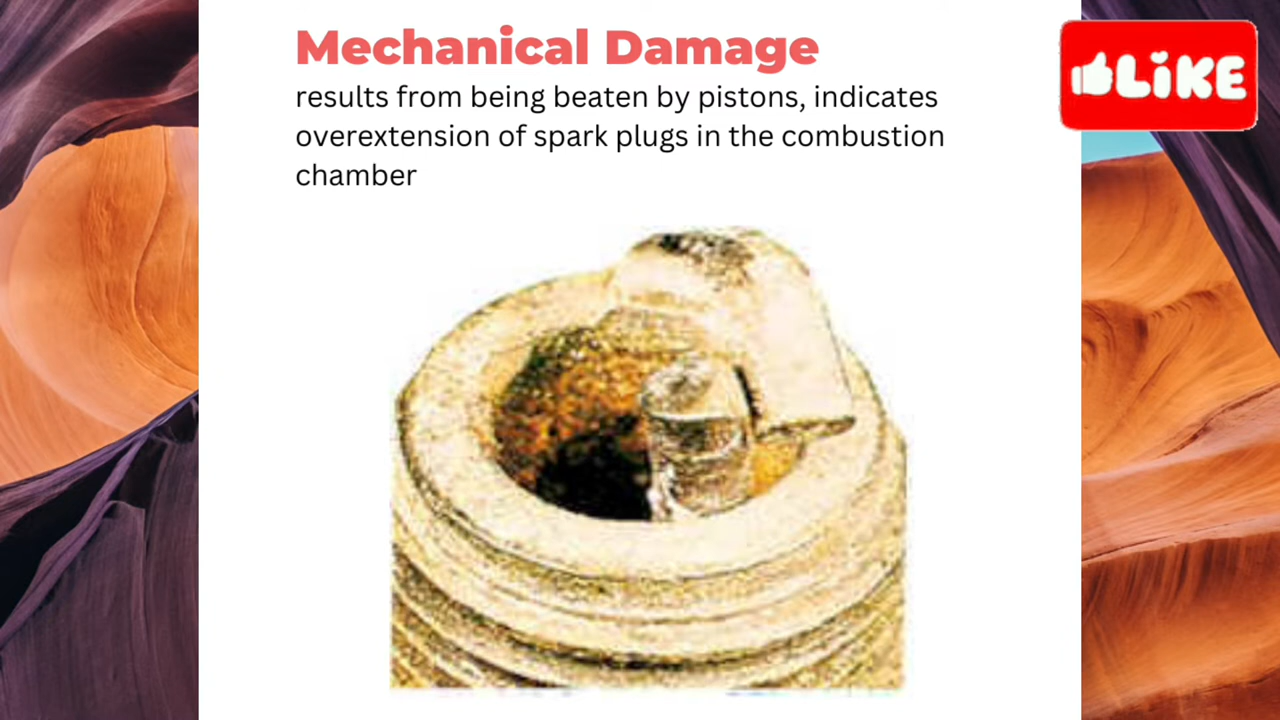 Mechanical Damage
results from being beaten by pistons, indicates
overextension of spark plugs in the combustion
chamber
LiKE